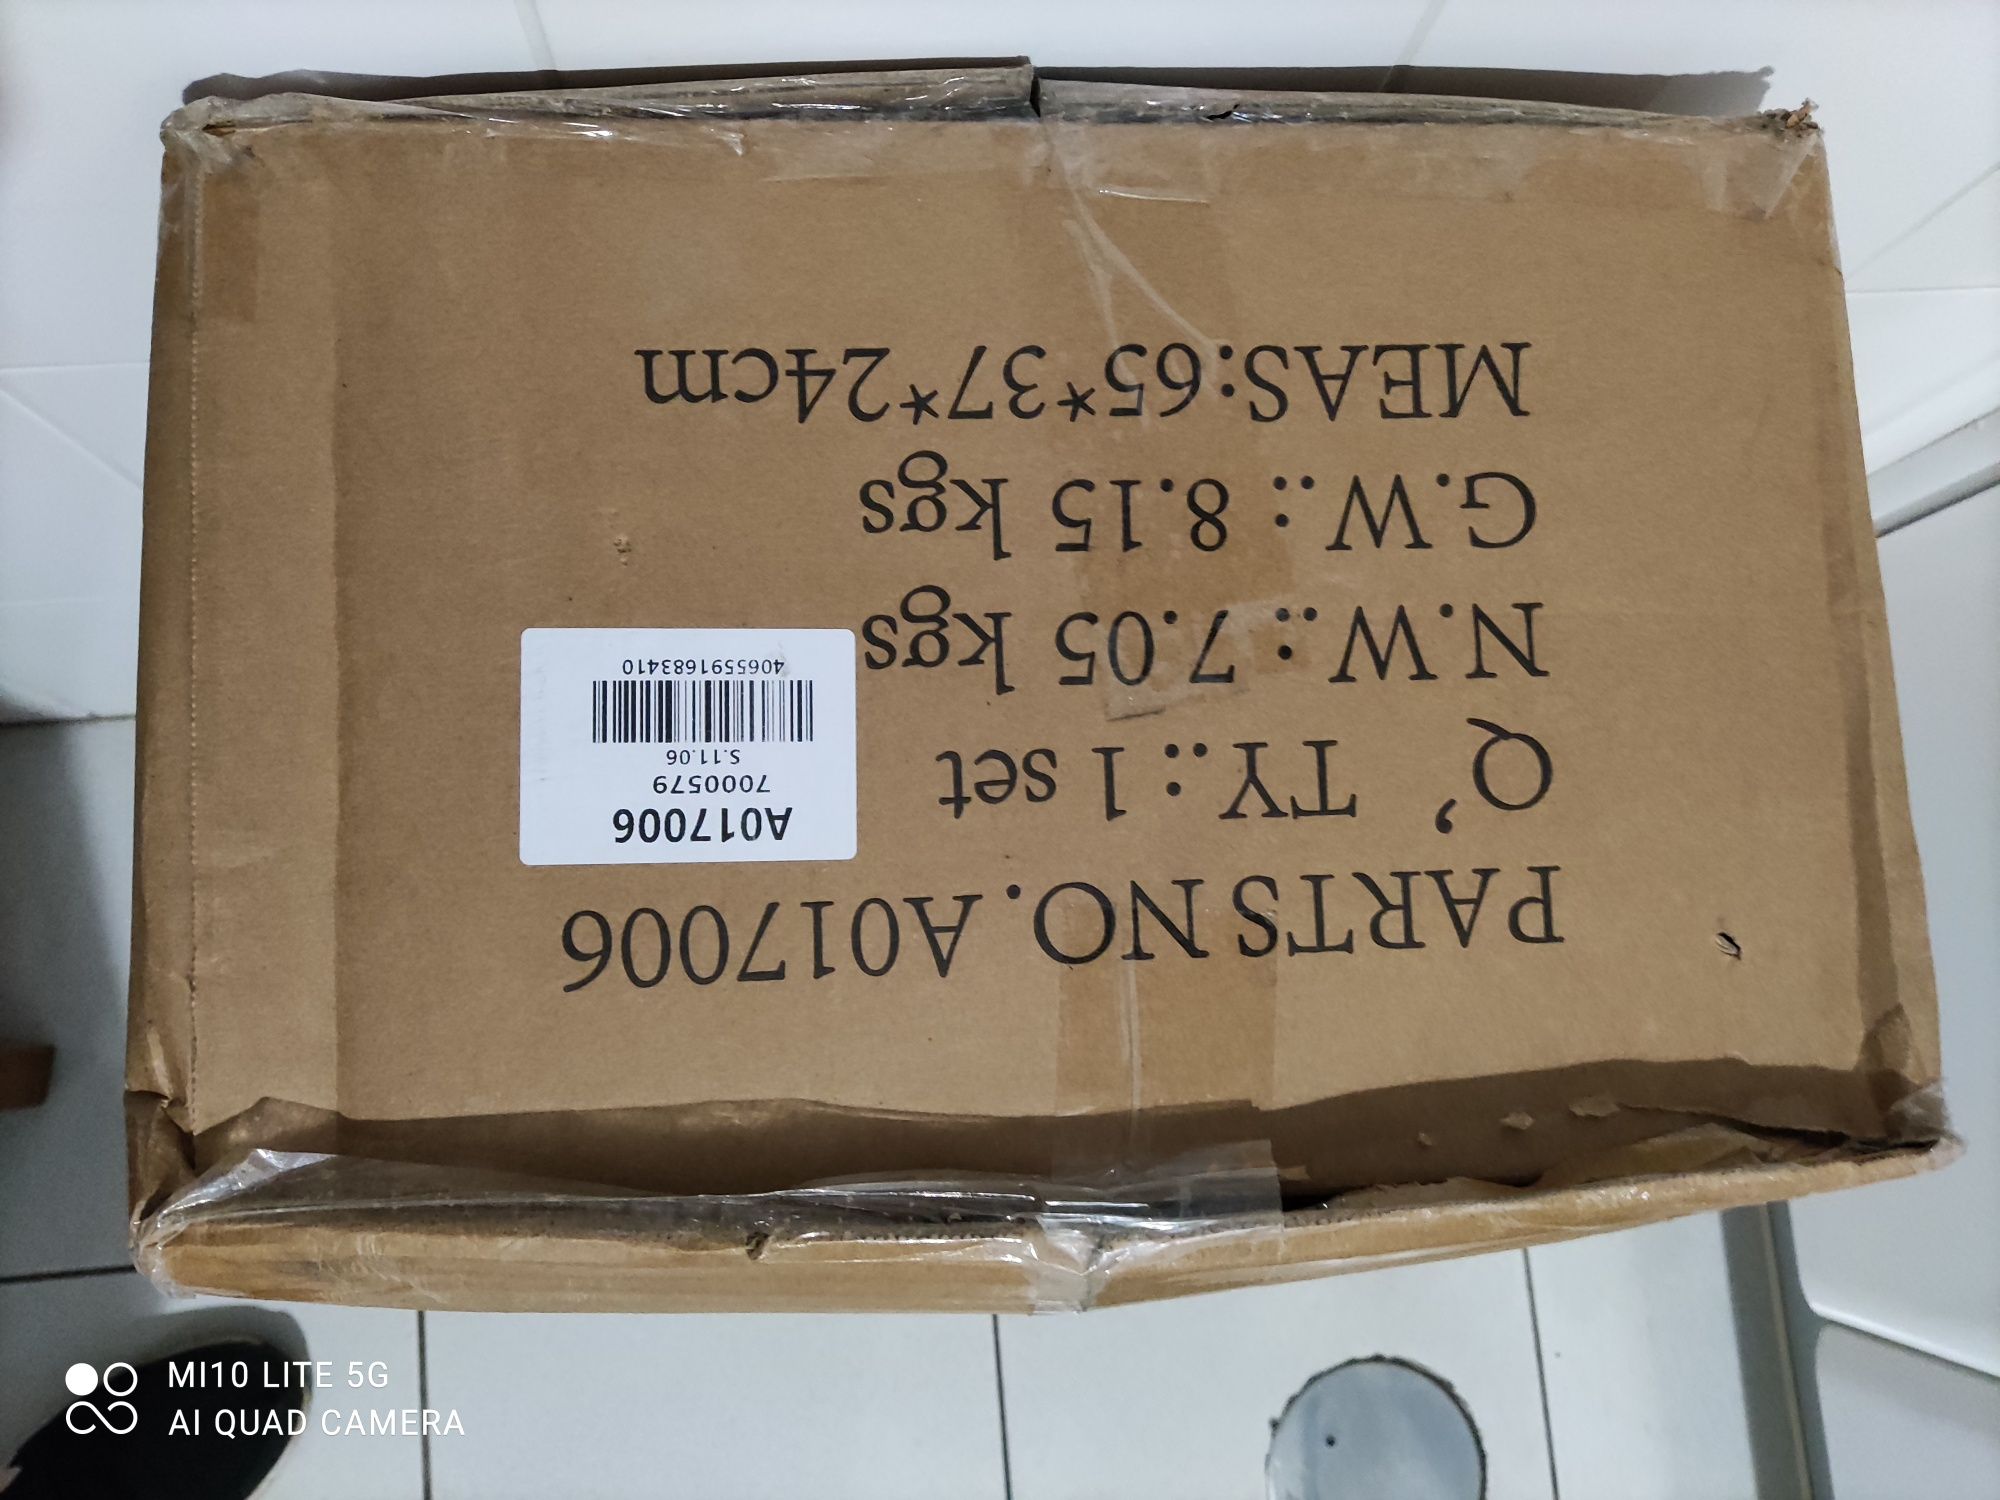 PARTS NO. A017006
Q' TY.: 1 set
N.W.: 7.05 kgs
G.W.: 8.15 kgs
MEAS:65*37*24cm
A017006
7000579
S.11.06
4065591683410
MI10 LITE 5G
AI QUAD CAMERA